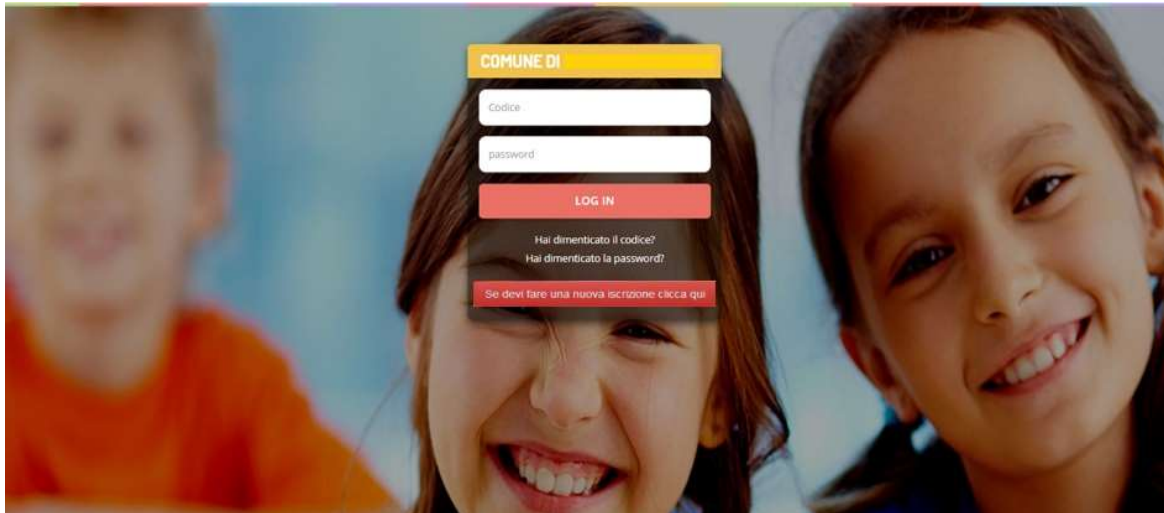 COMUNE DI
Codice
password
LOG IN
Hai dimenticato il codice?
Hai dimenticato la password?
Se devi fare una nuova iscrizione clicca qui